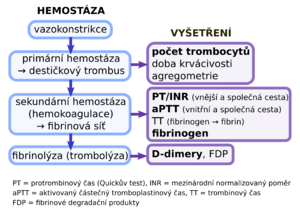 HEMOSTÁZA
vazokonstrikce
primární hemostáza
→ destičkový trombus
sekundární hemostáza
(hemokoagulace)
→ fibrinová síť
fibrinolýza (trombolýza)
VYŠETŘENÍ
počet trombocytů
doba krvácivosti
agregometrie
PT/INR (vnější a společná cesta)
aPTT (vnitřní a společná cesta)
TT (fibrinogen → fibrin)
fibrinogen
D-dimery, FDP
PT = protrombinový čas (Quickův test), INR = mezinárodní normalizovaný poměr
aPTT = aktivovaný částečný tromboplastinový čas, TT = trombinový čas
FDP = fibrinové degradační produkty